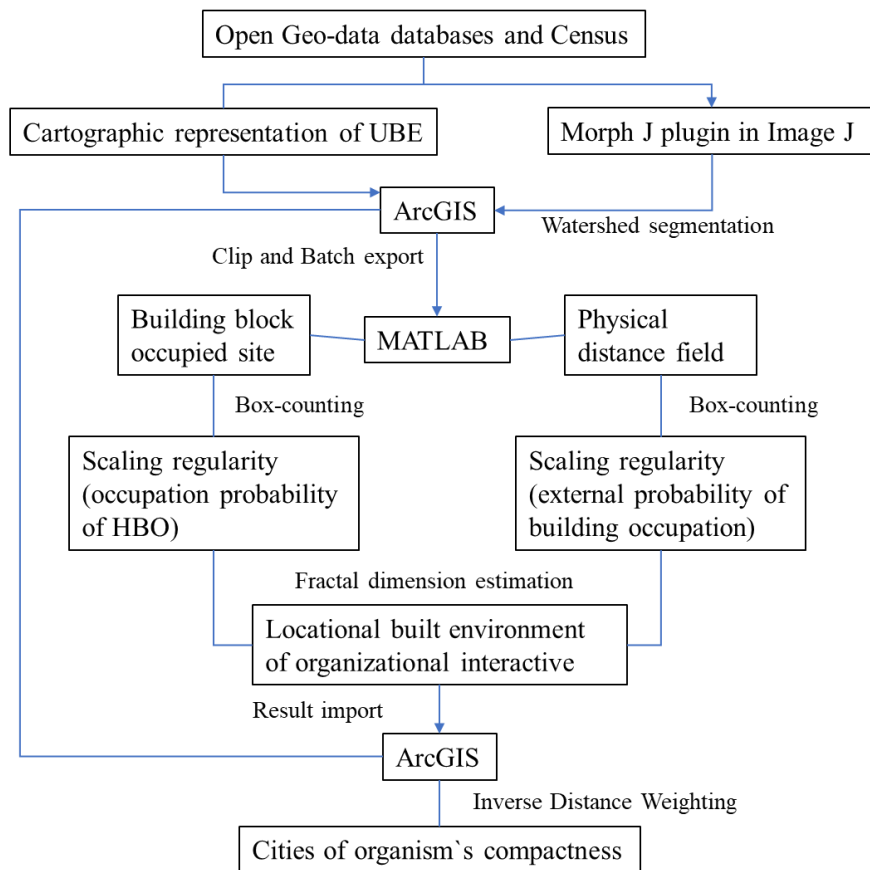 Open Geo-data databases and Census
Cartographic representation of UBE
Morph J plugin in Image J
ArcGIS
Watershed segmentation
Clip and Batch export
Building block
occupied site
MATLAB
Physical
distance field
Box-counting
Box-counting
Scaling regularity
(occupation probability
of HBO)
Scaling regularity
(external probability of
building occupation)
Fractal dimension estimation
Locational built environment
of organizational interactive
Result import
ArcGIS
Inverse Distance Weighting
Cities of organism`s compactness